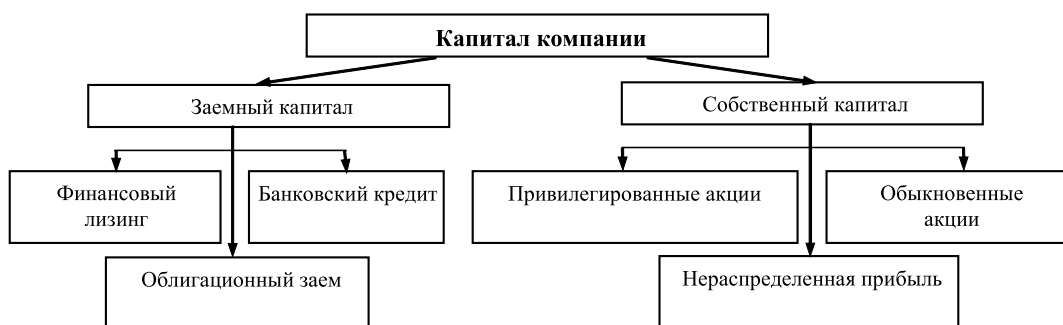 Капитал компании
Заемный капитал
Собственный капитал
Финансовый
лизинг
Банковский кредит
Привилегированные акции
Обыкновенные
акции
Облигационный заем
Нераспределенная прибыль